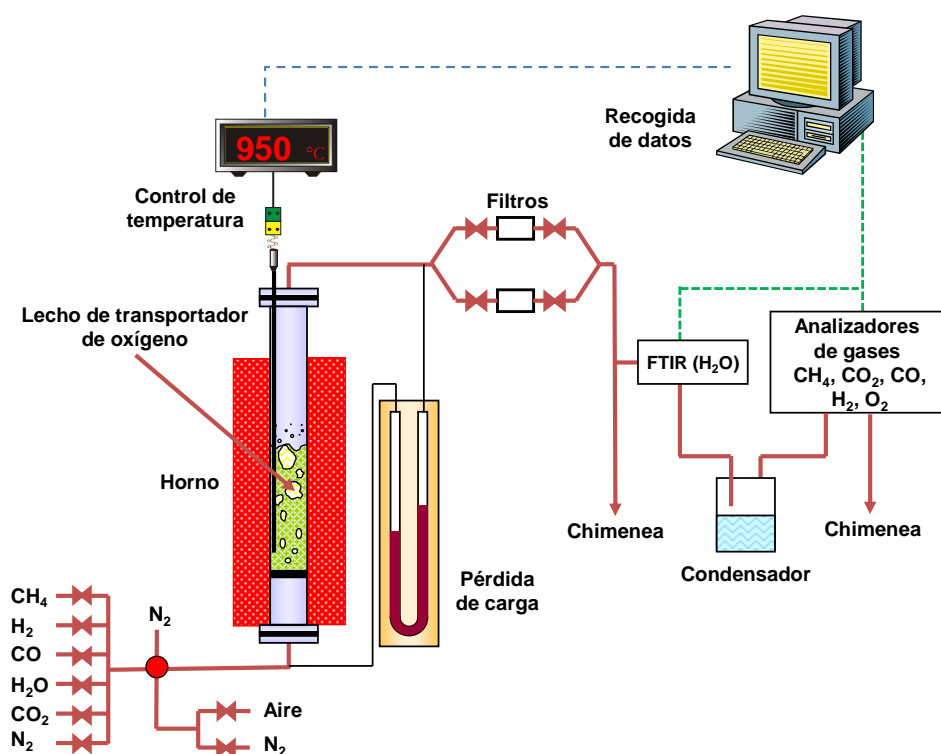 950 °C
Recogida
de datos
Control de
temperatura
Filtros
Lecho de transportador
de oxígeno
FTIR (H₂O)
Analizadores
de gases
CH₄, CO₂, CO,
H₂, O₂
Horno
Chimenea
Chimenea
Condensador
Pérdida
de carga
CH₄
H₂
CO
H₂O
CO₂
N₂
N₂
Aire
N₂